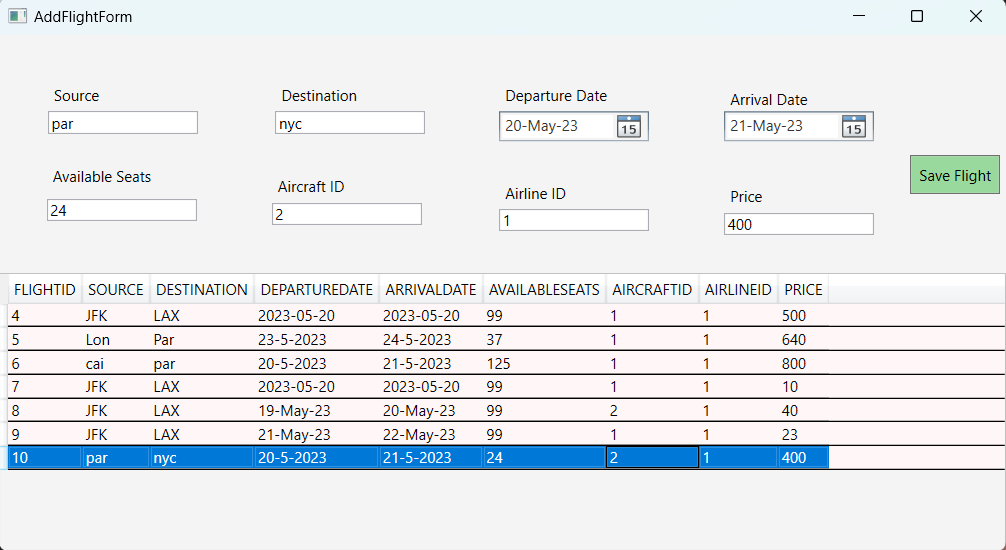 AddFlightForm
Source Destination Departure Date Arrival Date
par nyc 20-May-23 15 21-May-23 15
Available Seats Aircraft ID Airline ID Price
24 2 1 400
Save Flight
FLIGHTID SOURCE DESTINATION DEPARTUREDATE ARRIVALDATE AVAILABLESEATS AIRCRAFTID AIRLINEID PRICE
4 JFK LAX 2023-05-20 2023-05-20 99 1 1 500
5 Lon Par 23-5-2023 24-5-2023 37 1 1 640
6 cai par 20-5-2023 21-5-2023 125 1 1 800
7 JFK LAX 2023-05-20 2023-05-20 99 1 1 10
8 JFK LAX 19-May-23 20-May-23 99 2 1 40
9 JFK LAX 21-May-23 22-May-23 99 1 1 23
10 par nyc 20-5-2023 21-5-2023 24 2 1 400